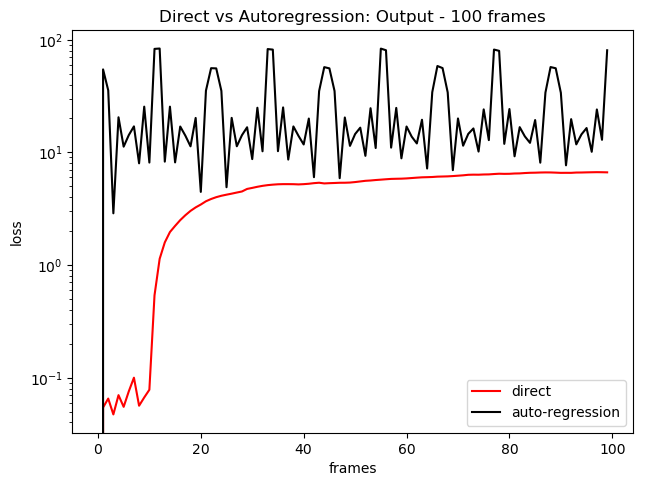 Direct vs Autoregression: Output - 100 frames
10²
10¹
10⁰
10⁻¹
loss
0 20 40 60 80 100
frames
direct
auto-regression